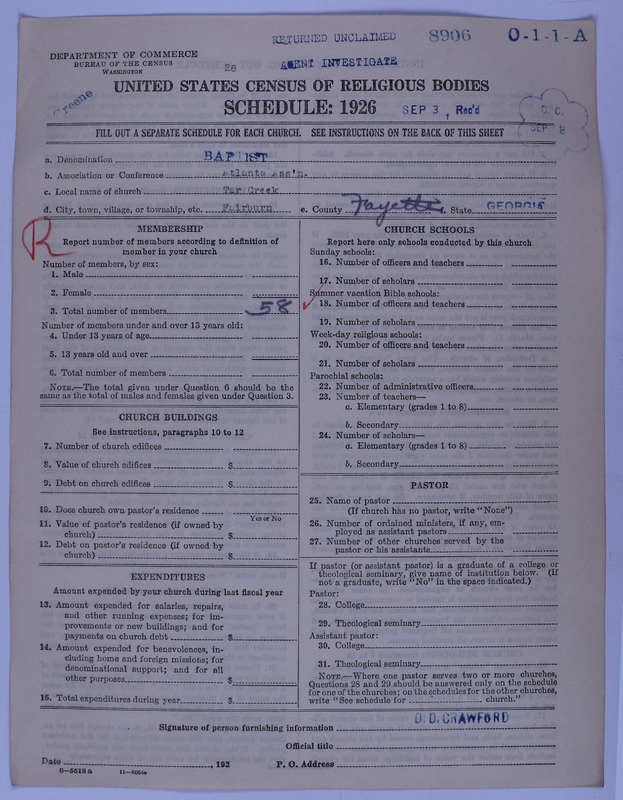 RETURNED UNCLAIMED 8906 O-1-1-A
DEPARTMENT OF COMMERCE
BUREAU OF THE CENSUS
WASHINGTON
28
AGENT INVESTIGATE
Greene
UNITED STATES CENSUS OF RELIGIOUS BODIES
SCHEDULE: 1926
SEP 3, Rec'd
C. C.
SEP 8
FILL OUT A SEPARATE SCHEDULE FOR EACH CHURCH. SEE INSTRUCTIONS ON THE BACK OF THIS SHEET
a. Denomination BAPTIST
b. Association or Conference Atlanta Ass'n.
c. Local name of church Tar Creek
d. City, town, village, or township, etc. Fairburn e. County Fayette f. State GEORGIA
R
MEMBERSHIP
Report number of members according to definition of
member in your church
Number of members, by sex:
1. Male
2. Female
3. Total number of members 58
Number of members under and over 13 years old:
4. Under 13 years of age
5. 13 years old and over
6. Total number of members
NOTE.—The total given under Question 6 should be the
same as the total of males and females given under Question 3.
CHURCH BUILDINGS
See instructions, paragraphs 10 to 12
7. Number of church edifices
8. Value of church edifices $
9. Debt on church edifices $
10. Does church own pastor's residence
Yes or No
11. Value of pastor's residence (if owned by
church) $
12. Debt on pastor's residence (if owned by
church) $
EXPENDITURES
Amount expended by your church during last fiscal year
13. Amount expended for salaries, repairs,
and other running expenses; for im-
provements or new buildings; and for
payments on church debt $
14. Amount expended for benevolences, in-
cluding home and foreign missions; for
denominational support; and for all
other purposes $
15. Total expenditures during year $
CHURCH SCHOOLS
Report here only schools conducted by this church
Sunday schools:
16. Number of officers and teachers
17. Number of scholars
Summer vacation Bible schools:
18. Number of officers and teachers
19. Number of scholars
Week-day religious schools:
20. Number of officers and teachers
21. Number of scholars
Parochial schools:
22. Number of administrative officers
23. Number of teachers—
a. Elementary (grades 1 to 8)
b. Secondary
24. Number of scholars—
a. Elementary (grades 1 to 8)
b. Secondary
PASTOR
25. Name of pastor
(If church has no pastor, write "None")
26. Number of ordained ministers, if any, em-
ployed as assistant pastors
27. Number of other churches served by the
pastor or his assistants
If pastor (or assistant pastor) is a graduate of a college or
theological seminary, give name of institution below. (If
not a graduate, write "No" in the space indicated.)
Pastor:
28. College
29. Theological seminary
Assistant pastor:
30. College
31. Theological seminary
NOTE.—Where one pastor serves two or more churches,
Questions 28 and 29 should be answered only on the schedule
for one of the churches; on the schedules for the other churches,
write "See schedule for church."
Signature of person furnishing information D. D. CRAWFORD
Official title
Date , 192 P. O. Address
8—5518 a